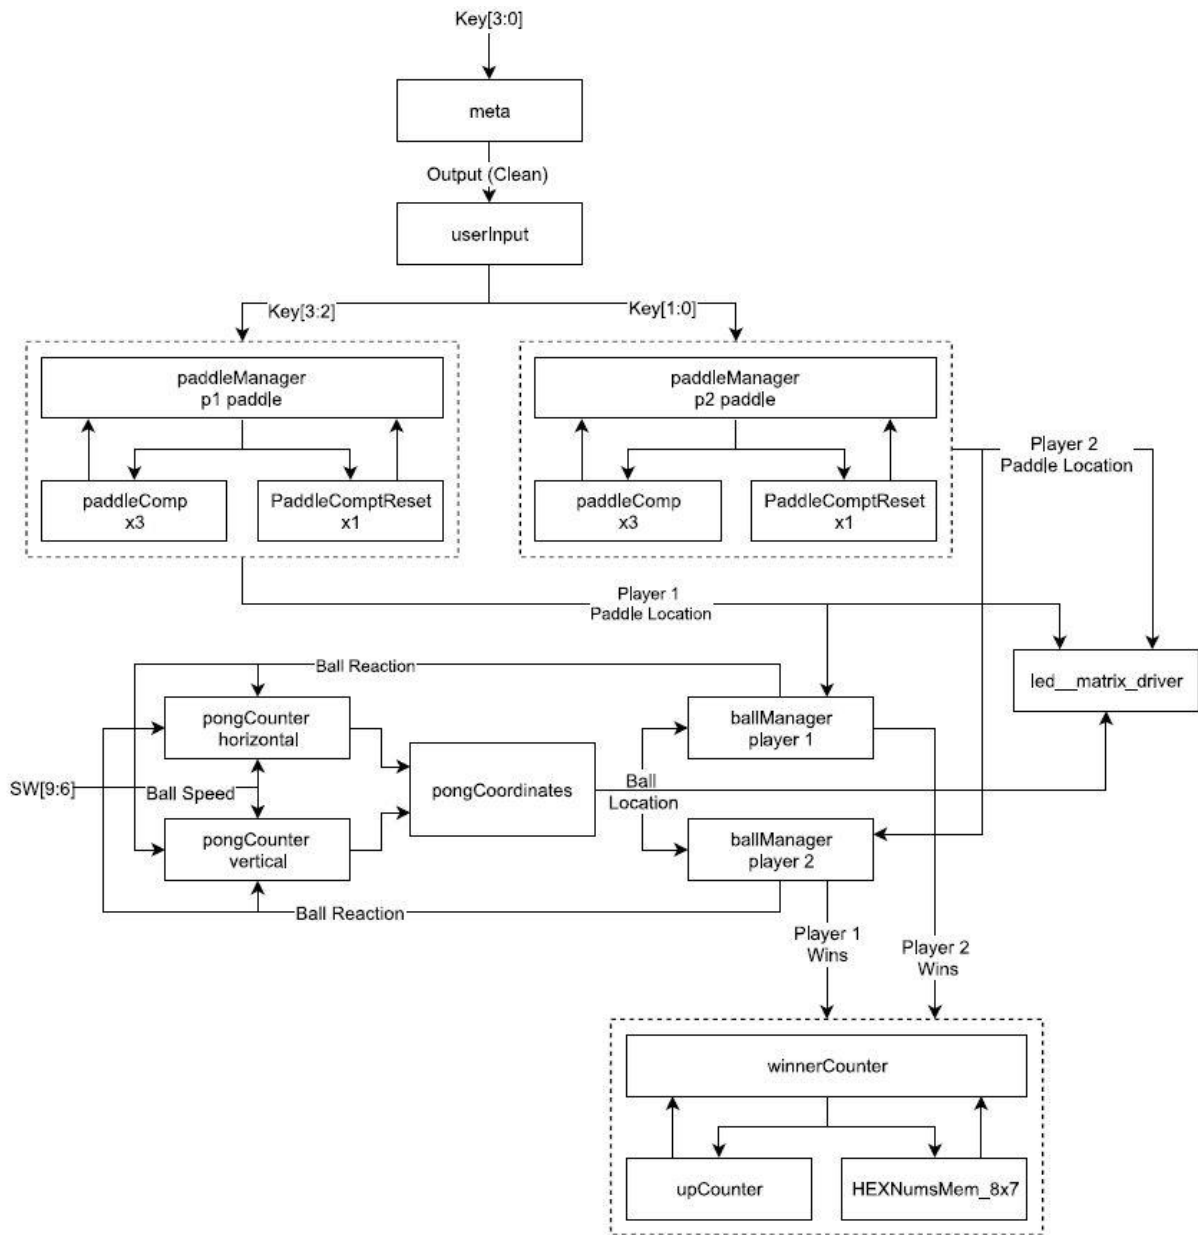 Key[3:0]
meta
Output (Clean)
userInput
Key[3:2]
Key[1:0]
paddleManager
p1 paddle
paddleManager
p2 paddle
paddleComp
x3
PaddleComptReset
x1
paddleComp
x3
PaddleComptReset
x1
Player 2
Paddle Location
Player 1
Paddle Location
led__matrix_driver
Ball Reaction
pongCounter
horizontal
ballManager
player 1
SW[9:6]
Ball Speed
pongCoordinates
Ball
Location
pongCounter
vertical
ballManager
player 2
Ball Reaction
Player 1
Wins
Player 2
Wins
winnerCounter
upCounter
HEXNumsMem_8x7